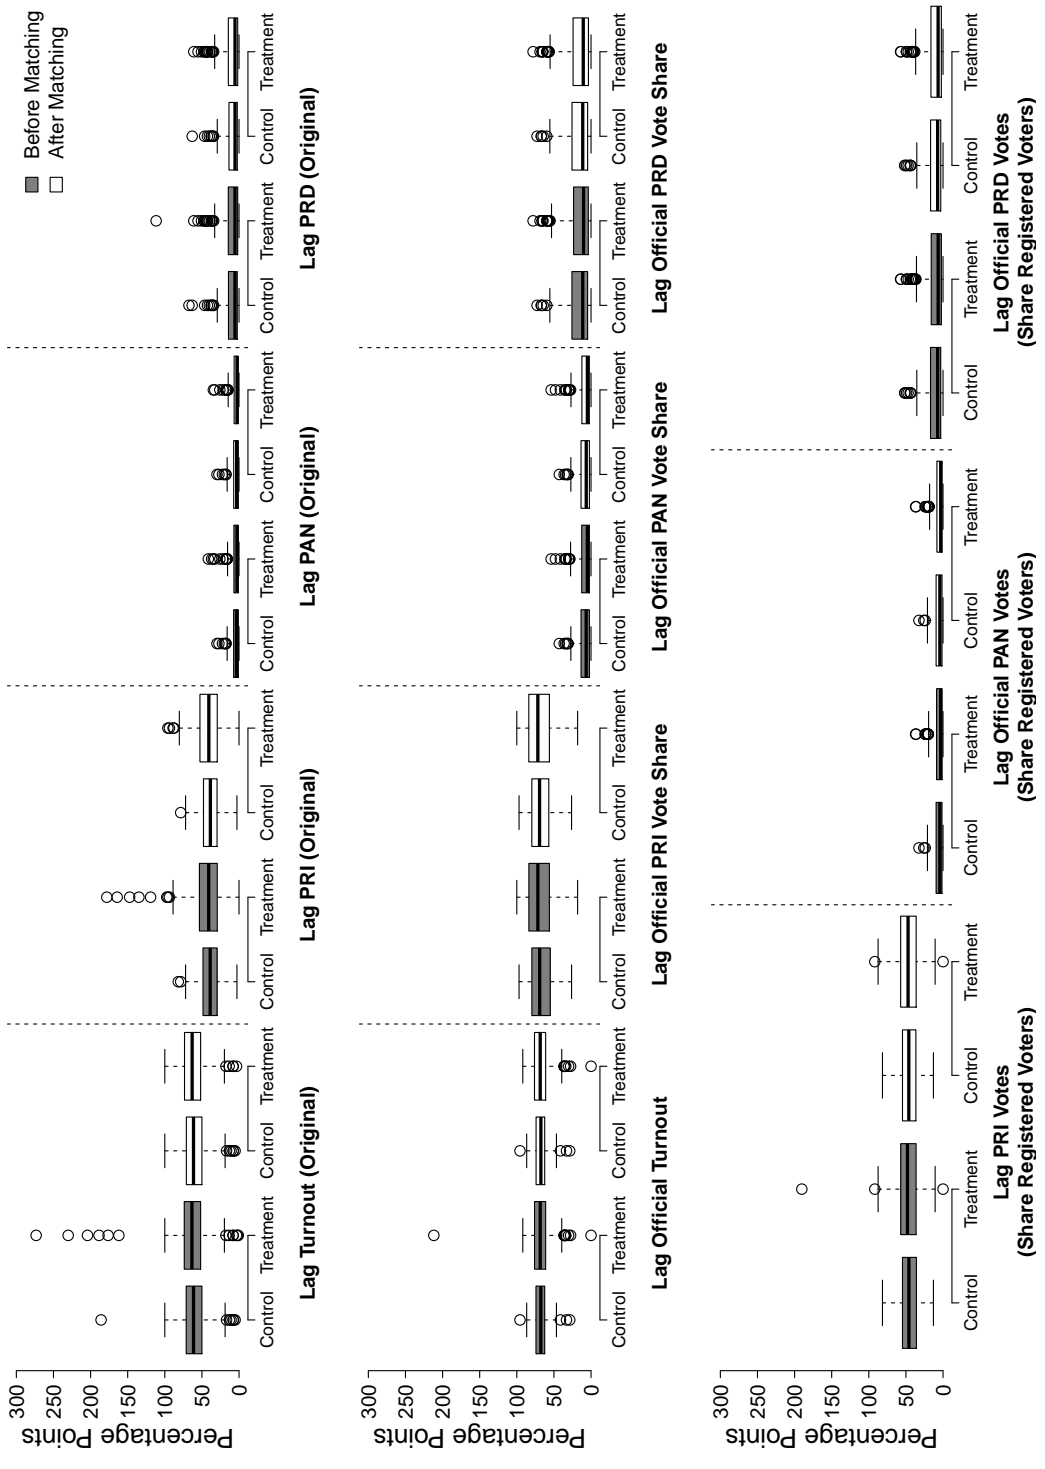 Before Matching
After Matching
Percentage Points
0
50
100
150
200
300
Control
Treatment
Control
Treatment
Control
Treatment
Control
Treatment
Control
Treatment
Control
Treatment
Control
Treatment
Control
Treatment
Lag Turnout (Original)
Lag PRI (Original)
Lag PAN (Original)
Lag PRD (Original)
Percentage Points
0
50
100
150
200
300
Control
Treatment
Control
Treatment
Control
Treatment
Control
Treatment
Control
Treatment
Control
Treatment
Control
Treatment
Control
Treatment
Lag Official Turnout
Lag Official PRI Vote Share
Lag Official PAN Vote Share
Lag Official PRD Vote Share
Percentage Points
0
50
100
150
200
300
Control
Treatment
Control
Treatment
Control
Treatment
Control
Treatment
Control
Treatment
Control
Treatment
Lag PRI Votes
(Share Registered Voters)
Lag Official PAN Votes
(Share Registered Voters)
Lag Official PRD Votes
(Share Registered Voters)